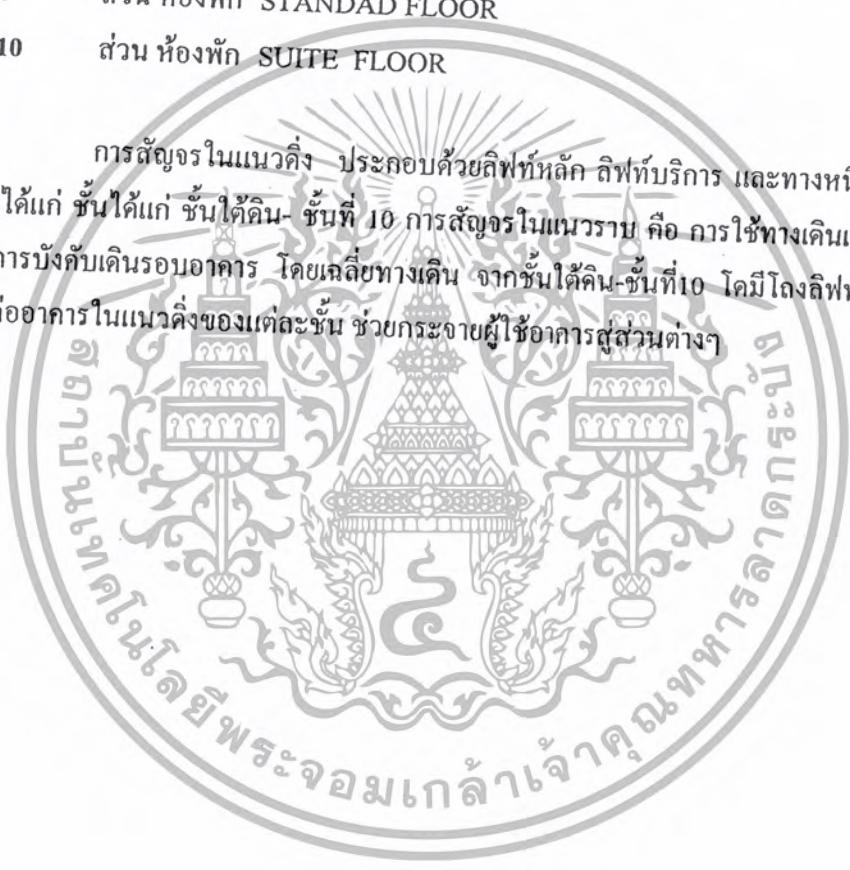 ส่วน ห้องพัก STANDAD FLOOR
10 ส่วน ห้องพัก SUITE FLOOR
การสัญจรในแนวดิ่ง ประกอบด้วยลิฟท์หลัก ลิฟท์บริการ และทางหนี
ได้แก่ ชั้นได้แก่ ชั้นใต้ดิน- ชั้นที่ 10 การสัญจรในแนวราบ คือ การใช้ทางเดิน
การบังคับเดินรอบอาคาร โดยเฉลี่ยทางเดิน จากชั้นใต้ดิน-ชั้นที่10 โดมีโถงลิฟท์
ต่ออาคารในแนวดิ่งของแต่ละชั้น ช่วยกระจายผู้ใช้อาการสู่ส่วนต่างๆ
สถาบันเทคโนโลยีพระจอมเกล้าเจ้าคุณทหารลาดกระบัง